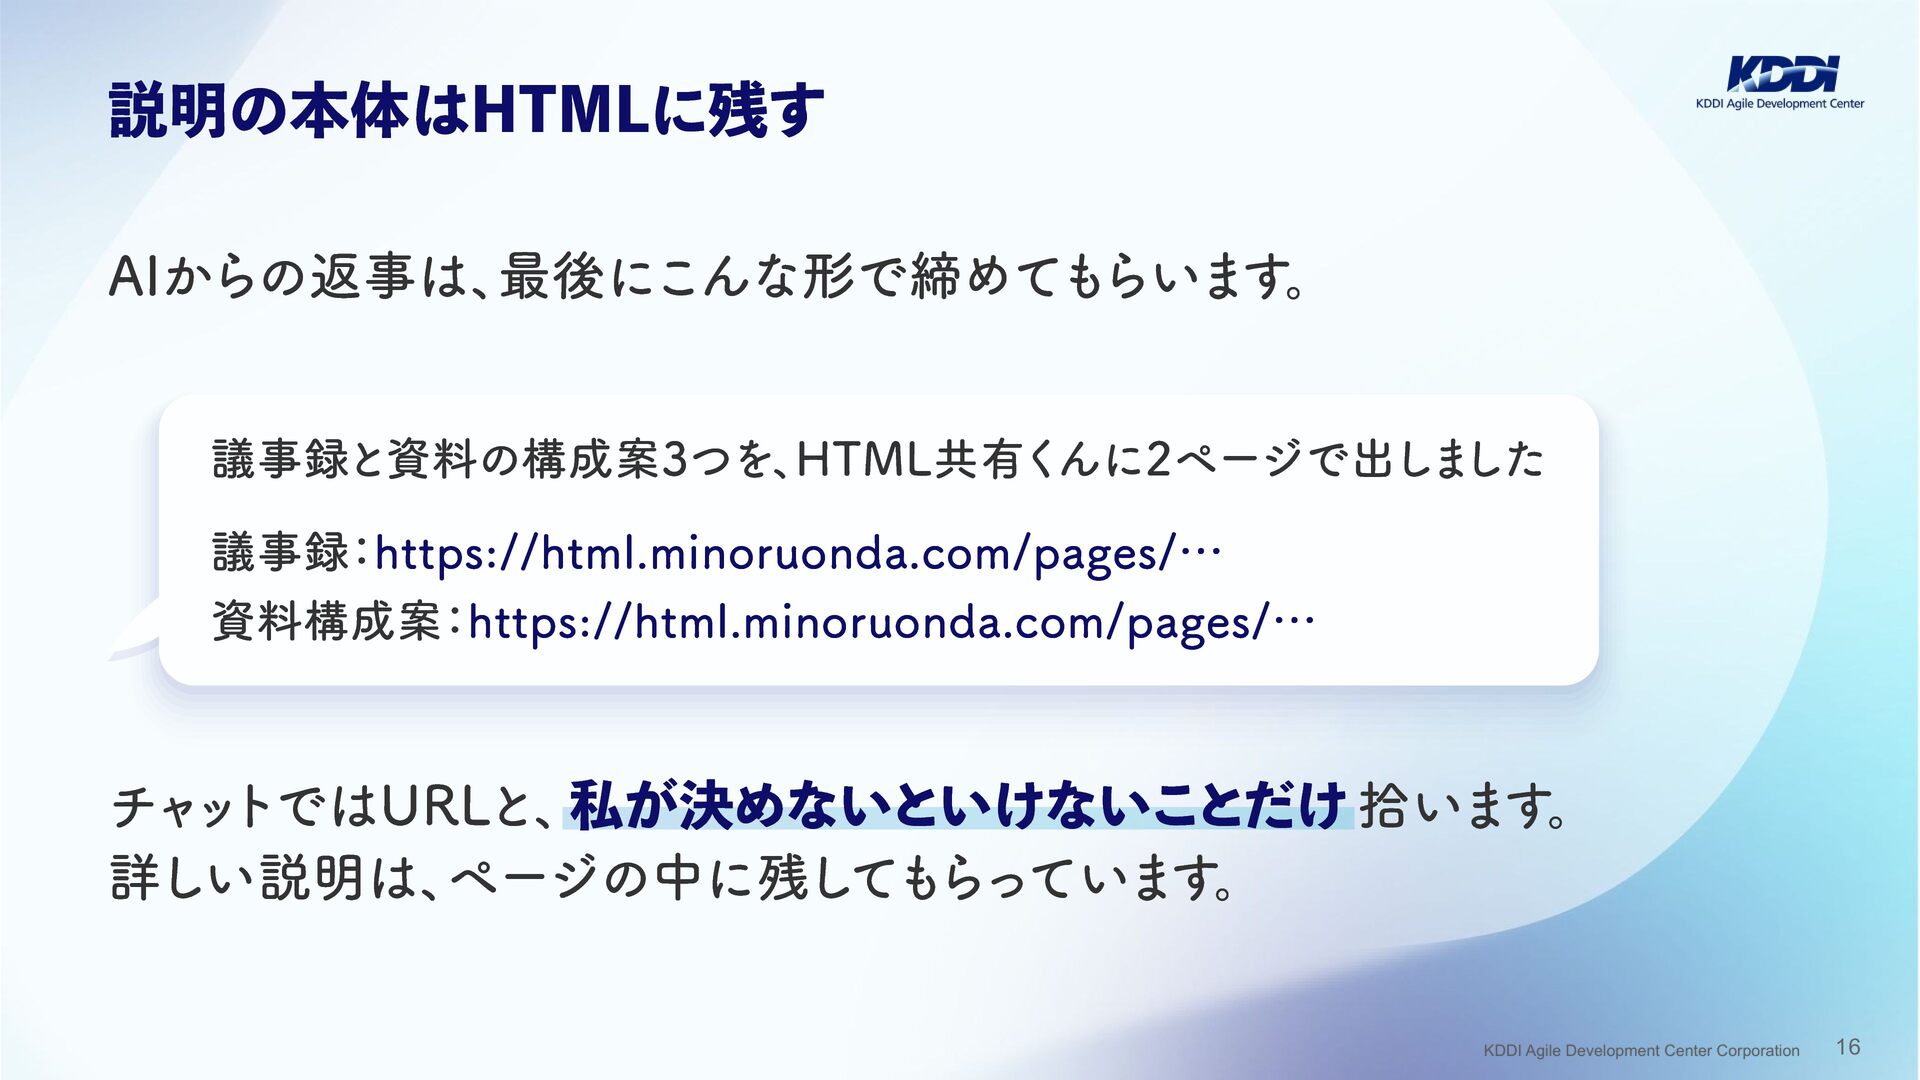 説明の本体はHTMLに残す
KDDI
KDDI Agile Development Center
AIからの返事は、最後にこんな形で締めてもらいます。
議事録と資料の構成案3つを、HTML共有くんに2ページで出しました
議事録：https://html.minoruonda.com/pages/…
資料構成案：https://html.minoruonda.com/pages/…
チャットではURLと、私が決めないといけないことだけ拾います。
詳しい説明は、ページの中に残してもらっています。
KDDI Agile Development Center Corporation 16